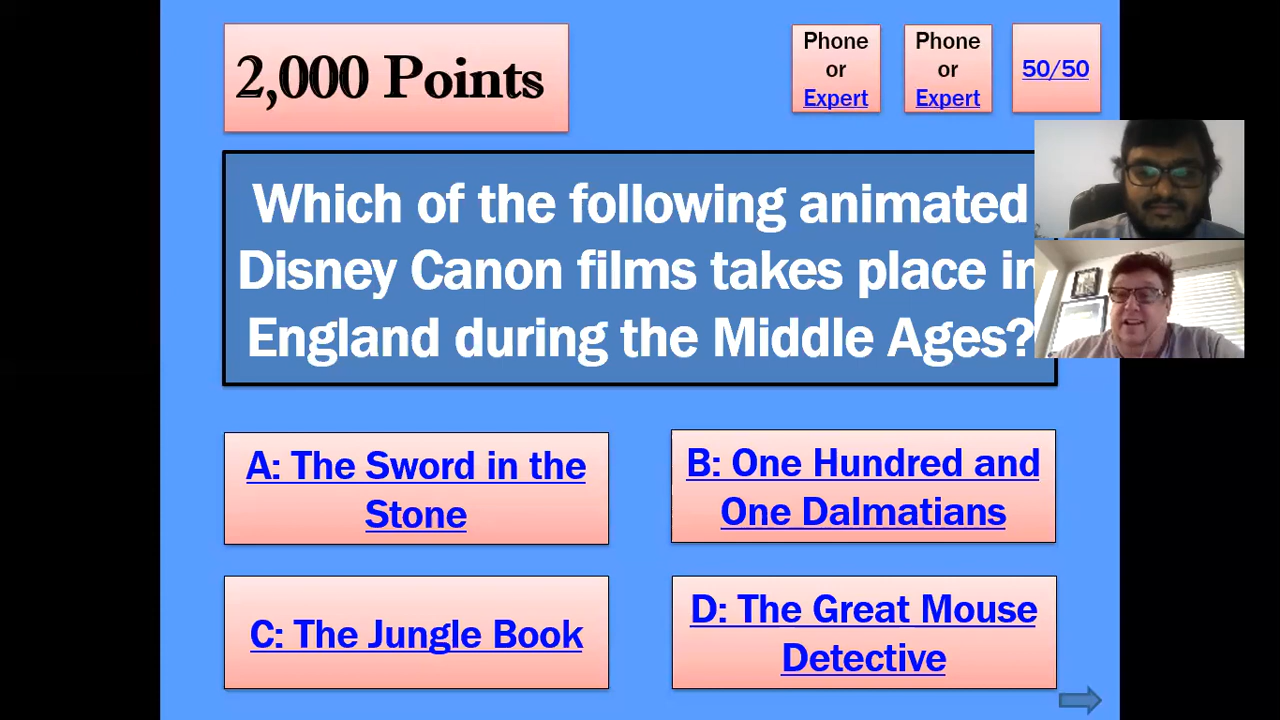 2,000 Points
Phone
or
Expert
Phone
or
Expert
50/50
Which of the following animated
Disney Canon films takes place in
England during the Middle Ages?
A: The Sword in the
Stone
B: One Hundred and
One Dalmatians
C: The Jungle Book
D: The Great Mouse
Detective